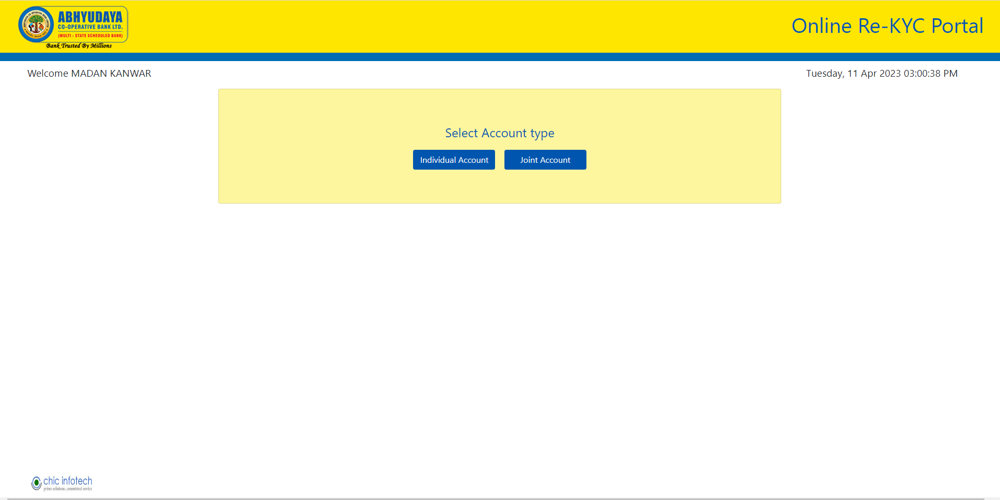 ABHYUDAYA
CO-OPERATIVE BANK LTD.
(MULTI - STATE SCHEDULED BANK)
Bank Trusted By Millions
Online Re-KYC Portal
Welcome MADAN KANWAR
Tuesday, 11 Apr 2023 03:00:38 PM
Select Account type
Individual Account
Joint Account
chic infotech
prime solutions, committed service